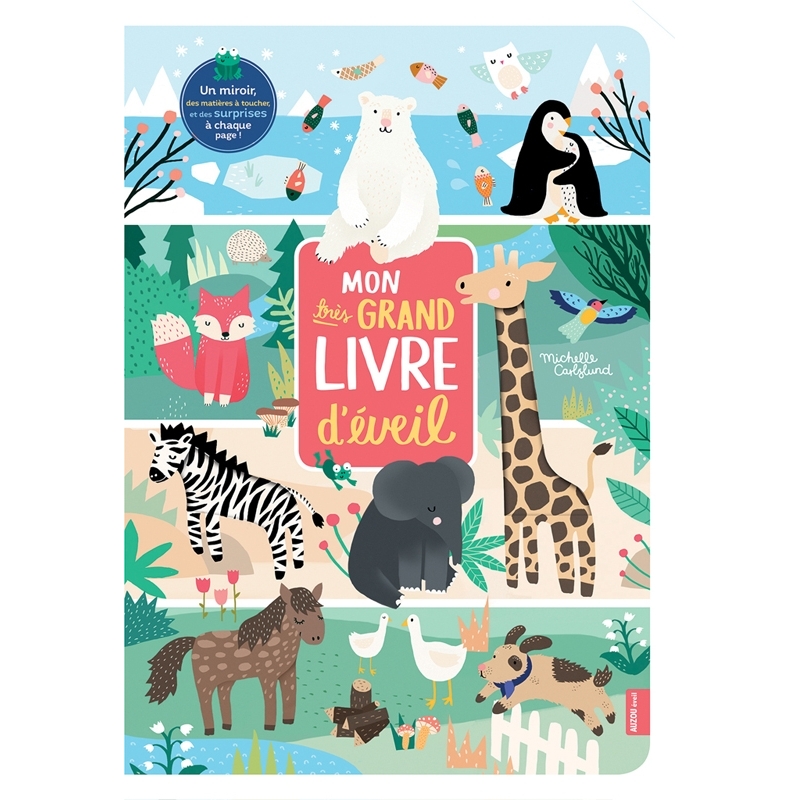 Un miroir,
des matières à toucher,
et des surprises
à chaque
page !
MON
très GRAND
LIVRE
d'éveil
Michelle
Carlslund
AUZOU éveil